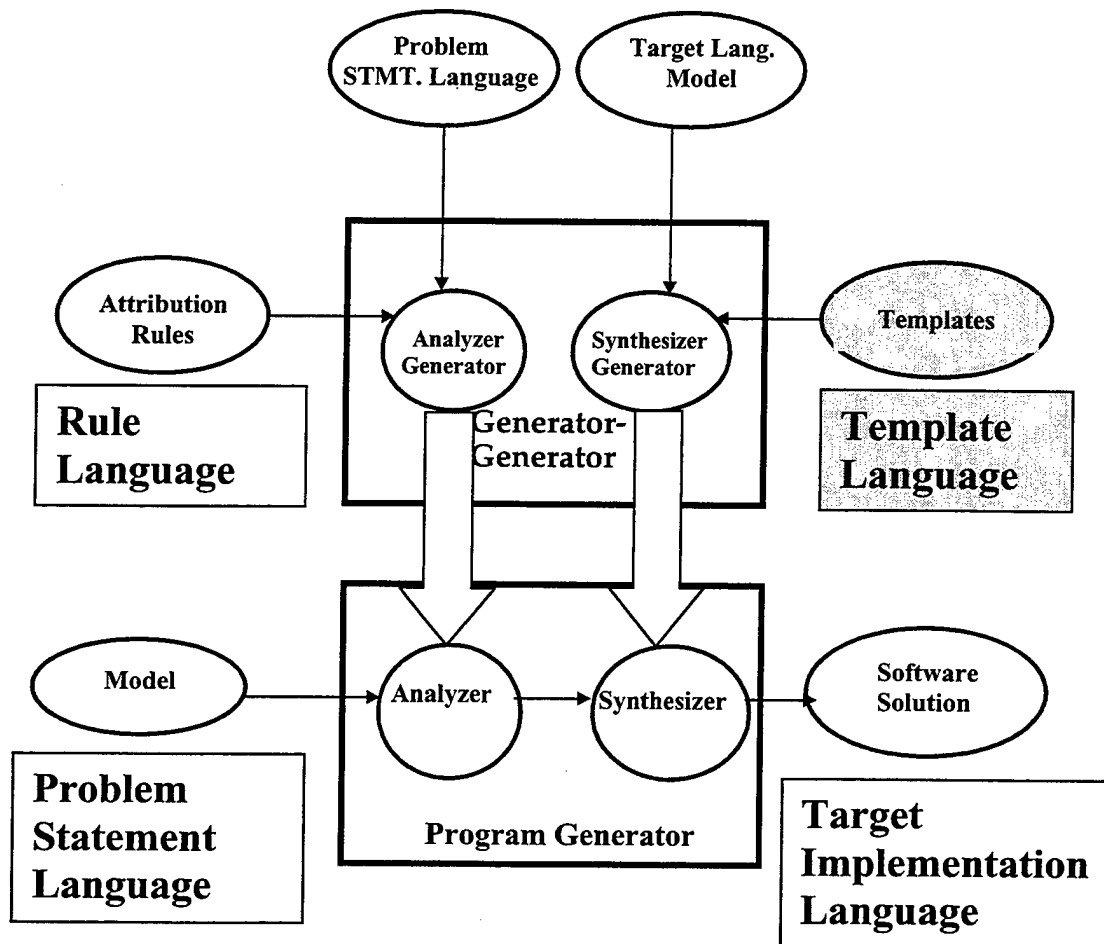 Problem
STMT. Language
Target Lang.
Model
Attribution
Rules
Analyzer
Generator
Synthesizer
Generator
Templates
Rule
Language
Generator-
Generator
Template
Language
Model
Analyzer
Synthesizer
Software
Solution
Problem
Statement
Language
Program Generator
Target
Implementation
Language